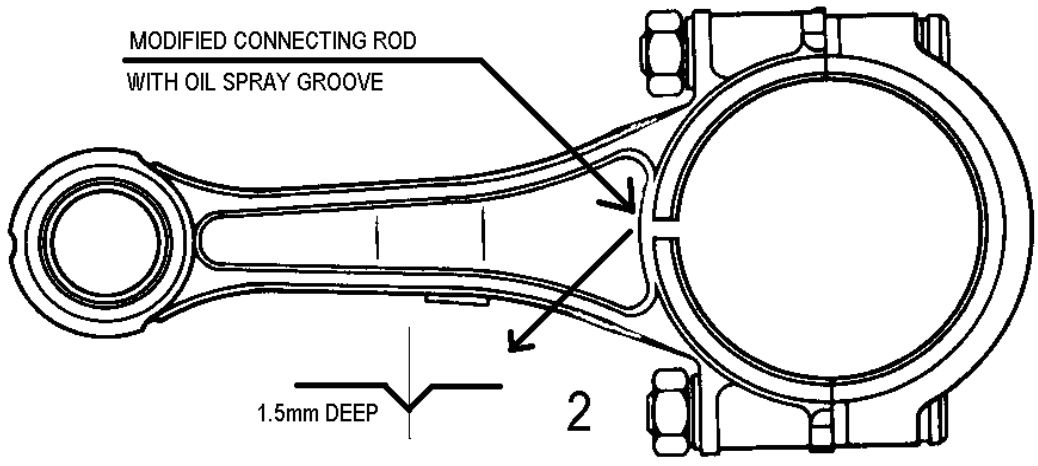 MODIFIED CONNECTING ROD
WITH OIL SPRAY GROOVE
1.5mm DEEP
2